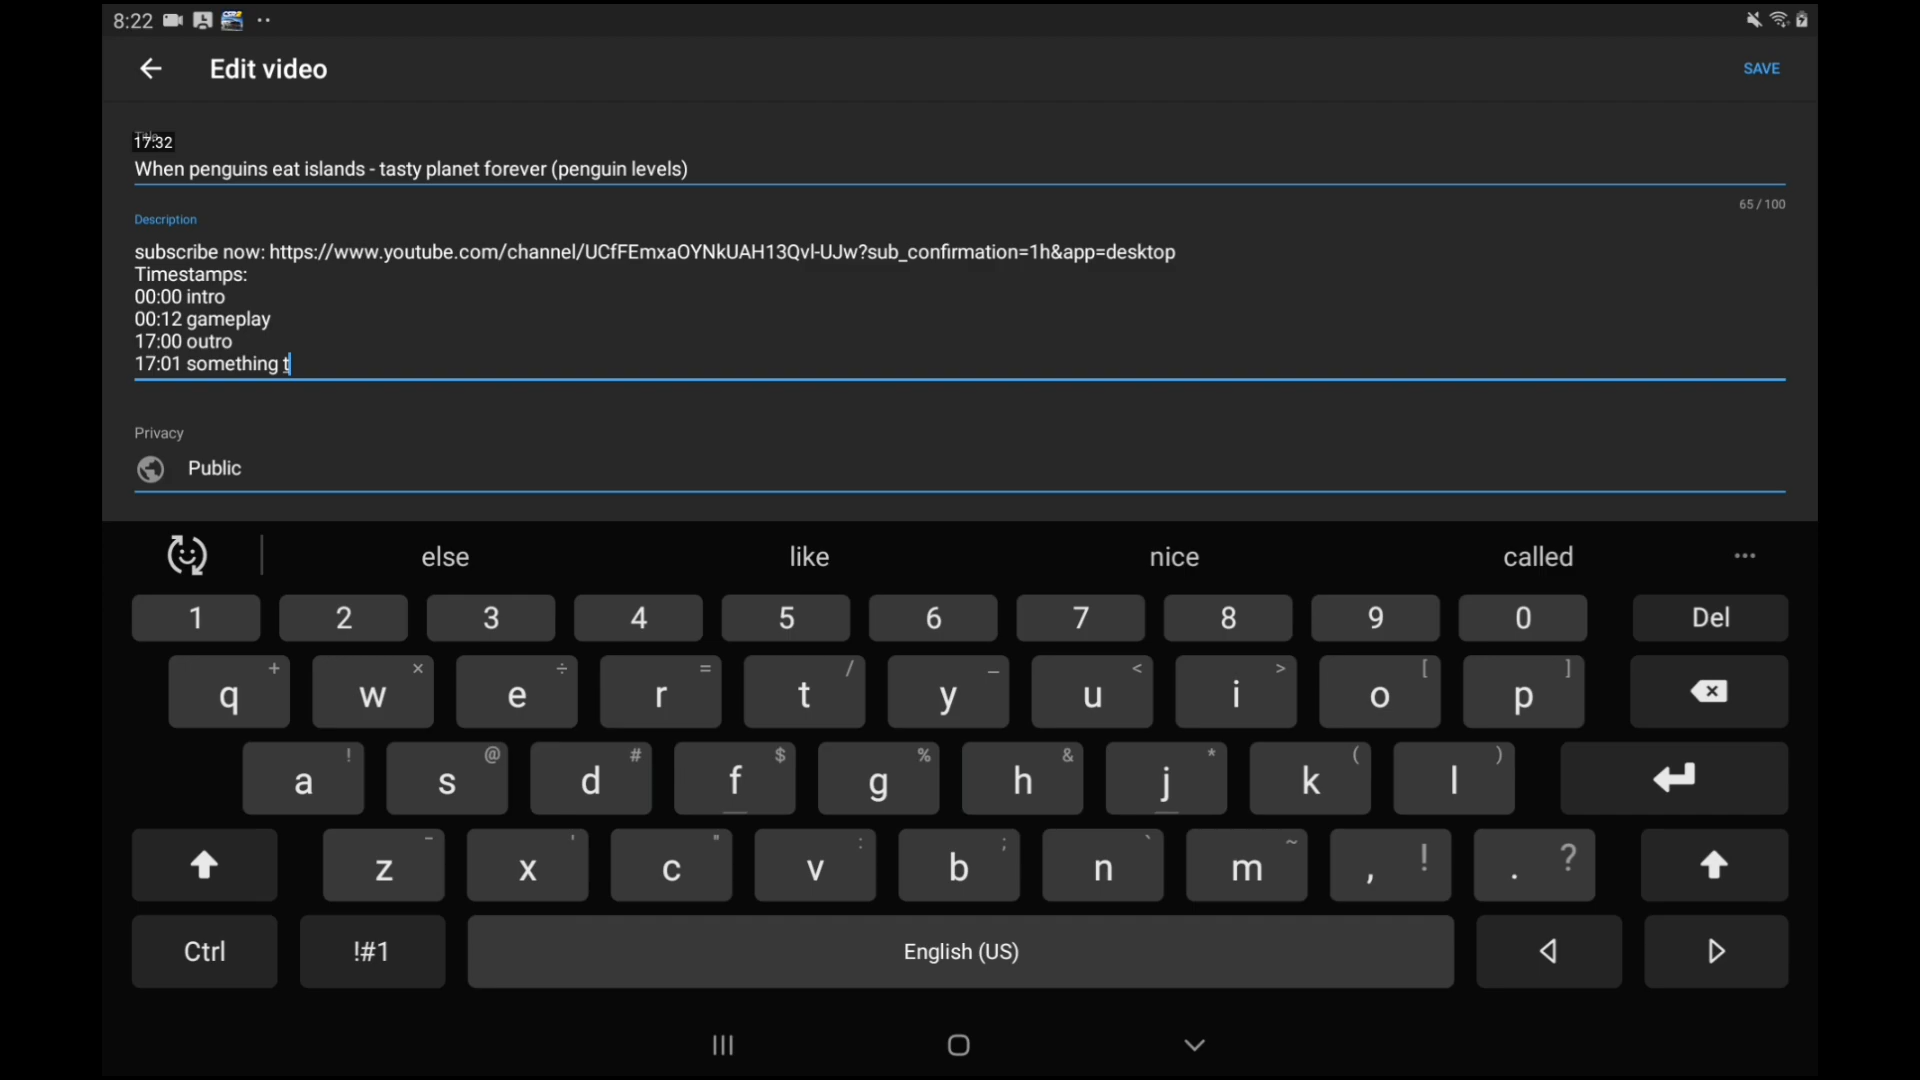 8:22
Edit video
SAVE
Title
17:32
When penguins eat islands - tasty planet forever (penguin levels)
65 / 100
Description
subscribe now: https://www.youtube.com/channel/UCfFEmxaOYNkUAH13Qvl-UJw?sub_confirmation=1h&app=desktop
Timestamps:
00:00 intro
00:12 gameplay
17:00 outro
17:01 something t
Privacy
Public
else like nice called ...
1 2 3 4 5 6 7 8 9 0 Del
+ × ÷ = / _ < > [ ]
q w e r t y u i o p
! @ # $ % & * ( )
a s d f g h j k l
- ' " : ; ` ~ ! ?
z x c v b n m , .
Ctrl !#1 English (US)